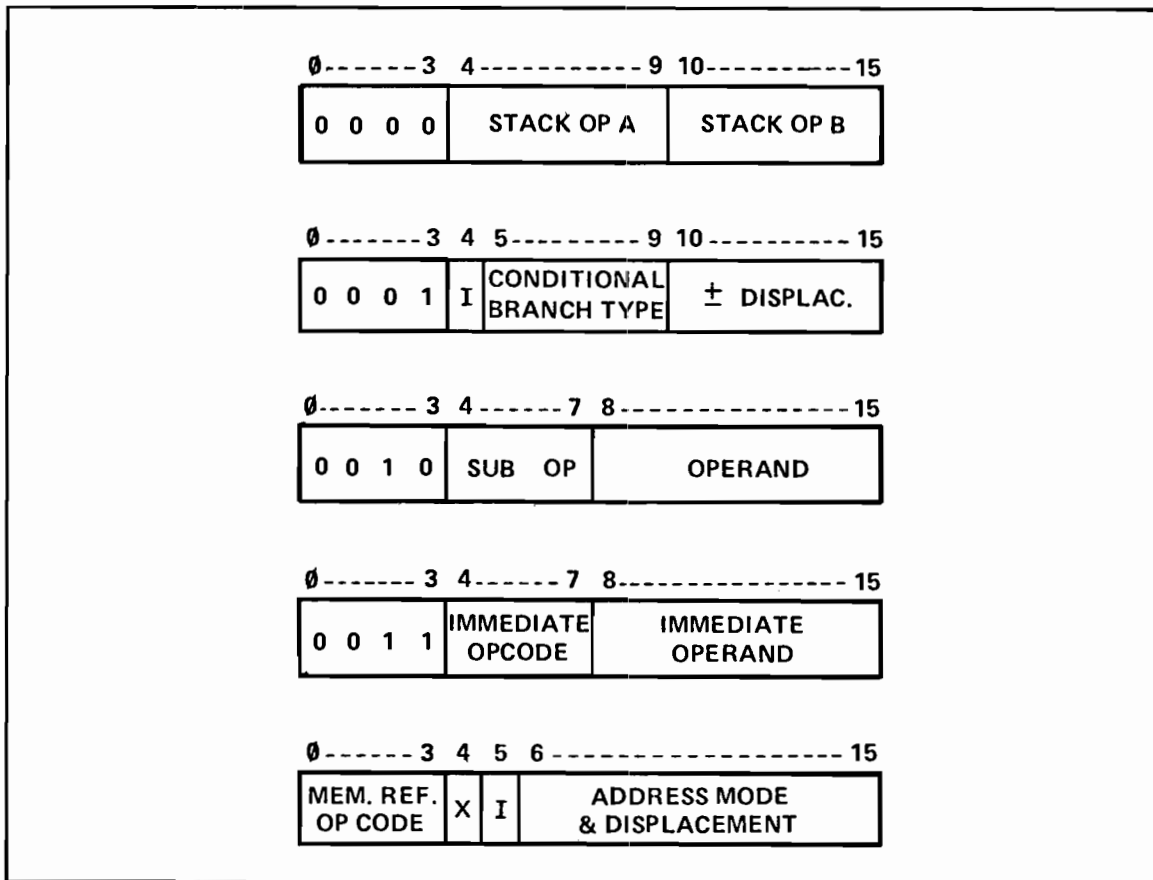 Ø------3 4-----------9 10---------15
0 0 0 0 STACK OP A STACK OP B
Ø-------3 4 5---------9 10----------15
0 0 0 1 I CONDITIONAL BRANCH TYPE ± DISPLAC.
Ø-------3 4------7 8---------------15
0 0 1 0 SUB OP OPERAND
Ø-------3 4------7 8---------------15
0 0 1 1 IMMEDIATE OPCODE IMMEDIATE OPERAND
Ø------3 4 5 6------------------15
MEM. REF. OP CODE X I ADDRESS MODE & DISPLACEMENT